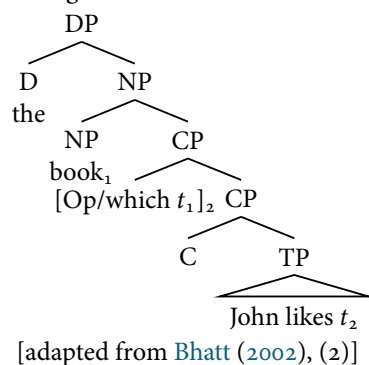 DP
D NP
the
NP CP
book₁
[Op/which t₁]₂ CP
C TP
John likes t₂
[adapted from Bhatt (2002), (2)]